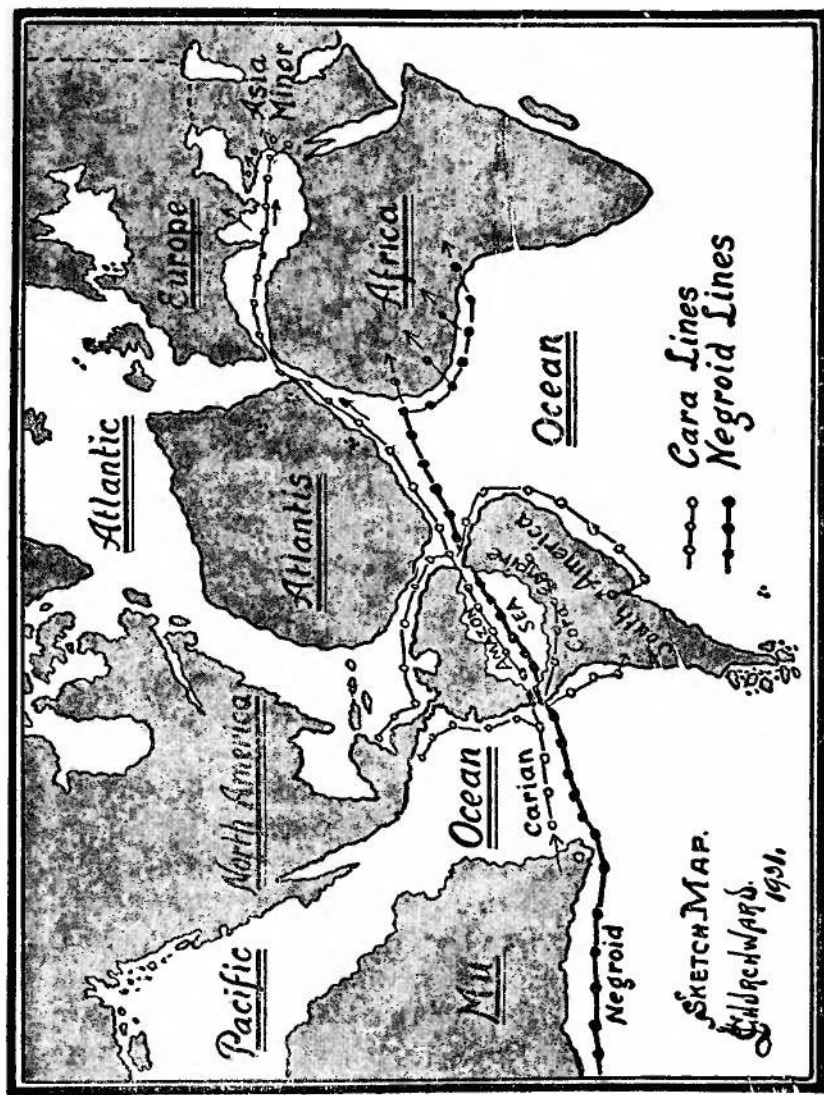 Pacific
Atlantic
Europe
Asia
Minor
North America
Atlantis
Africa
Mu
Ocean
AMAZON
SEA
Cara Empire
Carian
South America
Ocean
Negroid
SKETCH MAP.
CHURCHWARD.
1931.
Cara Lines
Negroid Lines